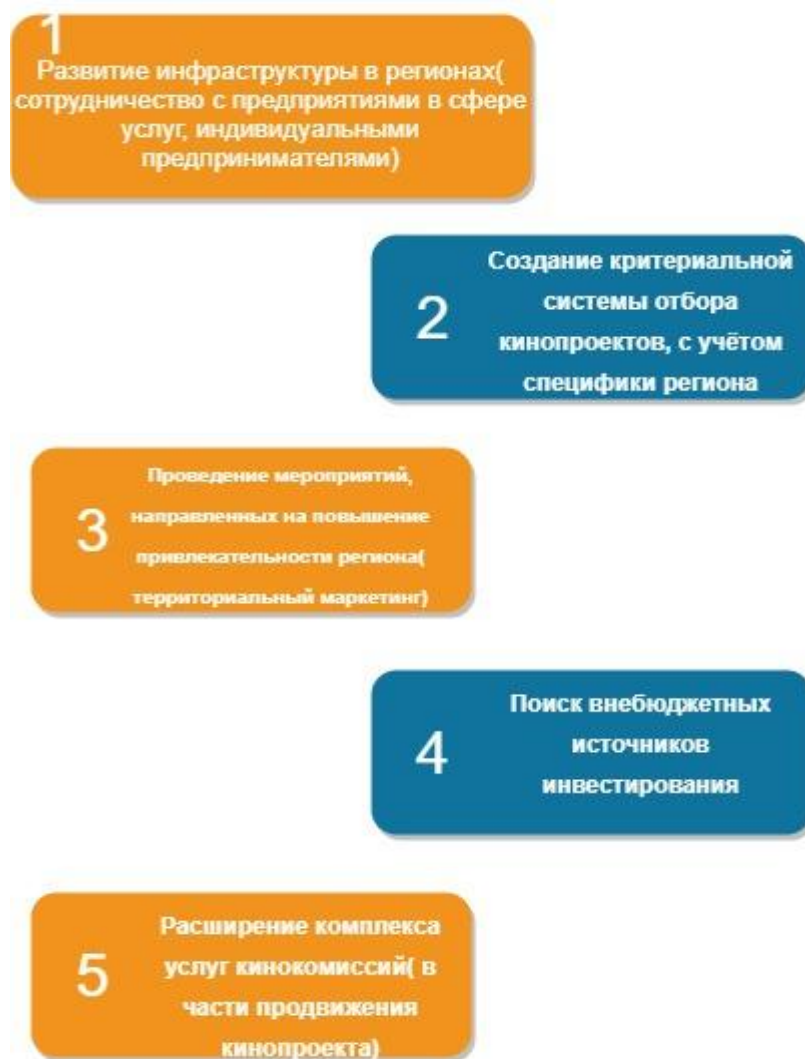 1
Развитие инфраструктуры в регионах(
сотрудничество с предприятиями в сфере
услуг, индивидуальными
предпринимателями)
2
Создание критериальной
системы отбора
кинопроектов, с учётом
специфики региона
3
Проведение мероприятий,
направленных на повышение
привлекательности региона(
территориальный маркетинг)
4
Поиск внебюджетных
источников
инвестирования
5
Расширение комплекса
услуг кинокомиссий( в
части продвижения
кинопроекта)